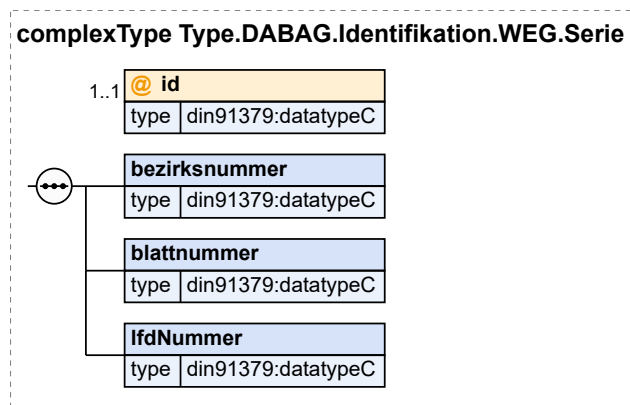 complexType Type.DABAG.Identifikation.WEG.Serie
1..1 @ id
type din91379:datatypeC
bezirksnummer
type din91379:datatypeC
blattnummer
type din91379:datatypeC
lfdNummer
type din91379:datatypeC